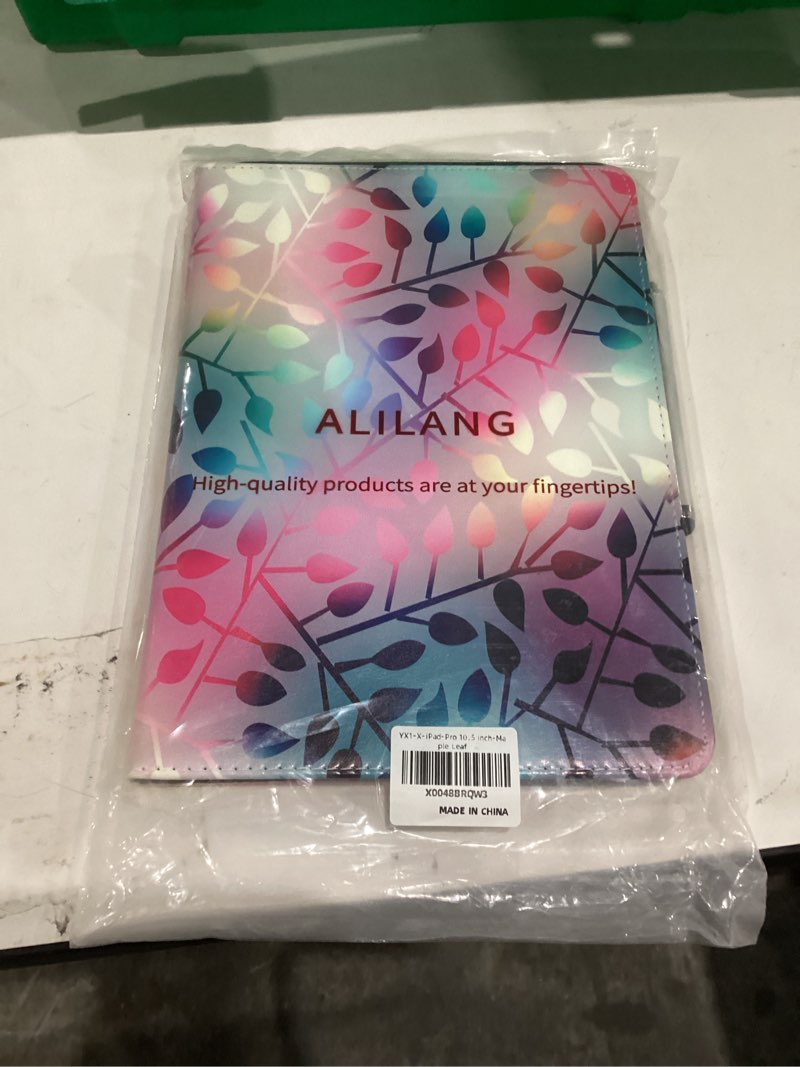 ALILANG
High-quality products are at your fingertips!
YX1-X-iPad-Pro 10.5 inch-Ma
ple Leaf
X0048BRQW3
MADE IN CHINA